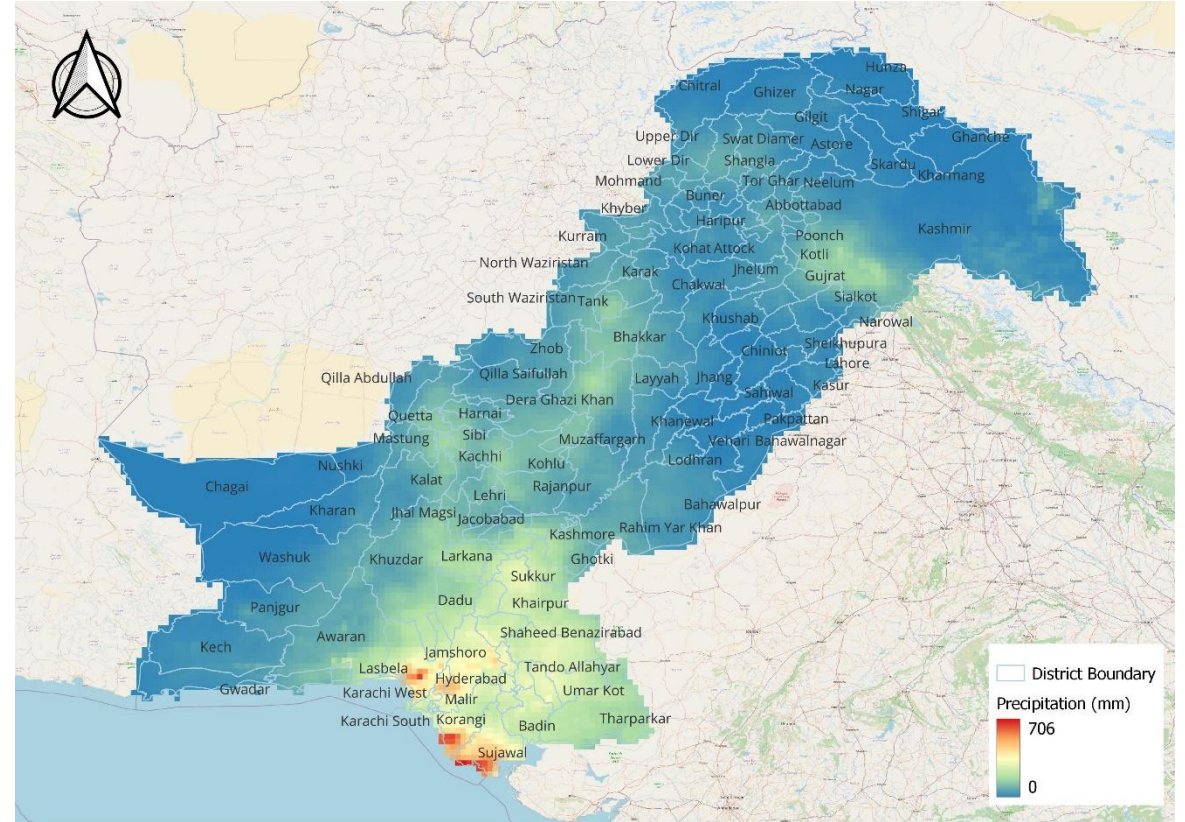 Hunza
Chitral
Ghizer
Nagar
Gilgit
Shigar
Upper Dir
Swat Diamer
Astore
Ghanche
Lower Dir
Shangla
Skardu
Kharmang
Mohmand
Buner
Tor Ghar Neelum
Khyber
Abbottabad
Haripur
Kurram
Poonch
Kashmir
Kohat Attock
Kotli
North Waziristan
Karak
Jhelum
Gujrat
Chakwal
South Waziristan Tank
Sialkot
Khushab
Narowal
Bhakkar
Zhob
Chiniot
Sheikhupura
Lahore
Qilla Abdullah
Qilla Saifullah
Layyah
Jhang
Kasur
Dera Ghazi Khan
Sahiwal
Quetta
Harnai
Khanewal
Pakpattan
Mastung
Sibi
Muzaffargarh
Vehari Bahawalnagar
Kachhi
Kohlu
Lodhran
Nushki
Chagai
Kalat
Lehri
Rajanpur
Bahawalpur
Kharan
Jhal Magsi
Jacobabad
Kashmore
Rahim Yar Khan
Washuk
Khuzdar
Larkana
Ghotki
Sukkur
Panjgur
Dadu
Khairpur
Awaran
Shaheed Benazirabad
Kech
Jamshoro
Lasbela
Hyderabad
Tando Allahyar
Gwadar
Karachi West
Malir
Umar Kot
Karachi South
Korangi
Badin
Tharparkar
Sujawal
District Boundary
Precipitation (mm)
706
0